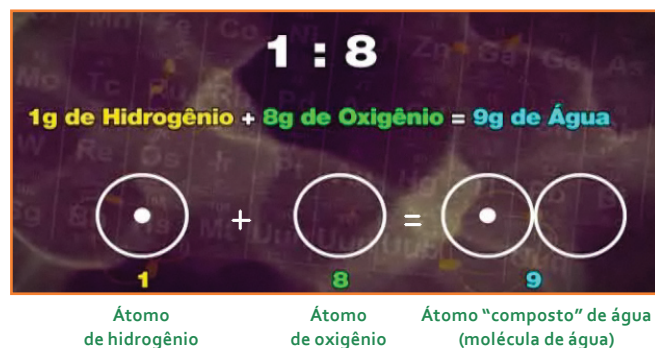 1 : 8
1g de Hidrogênio + 8g de Oxigênio = 9g de Água
+ =
1 8 9
Átomo de hidrogênio
Átomo de oxigênio
Átomo “composto” de água
(molécula de água)